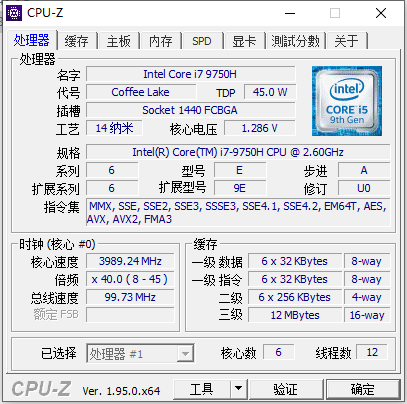 CPU-Z
处理器 缓存 主板 内存 SPD 显卡 测試分數 关于
处理器
名字 Intel Core i7 9750H
代号 Coffee Lake TDP 45.0 W
插槽 Socket 1440 FCBGA
工艺 14 纳米 核心电压 1.286 V
intel
CORE i5
9th Gen
规格 Intel(R) Core(TM) i7-9750H CPU @ 2.60GHz
系列 6 型号 E 步进 A
扩展系列 6 扩展型号 9E 修订 U0
指令集 MMX, SSE, SSE2, SSE3, SSSE3, SSE4.1, SSE4.2, EM64T, AES,
AVX, AVX2, FMA3
时钟 (核心 #0)
核心速度 3989.24 MHz
倍频 x 40.0 ( 8 - 45 )
总线速度 99.73 MHz
额定 FSB
缓存
一级 数据 6 x 32 KBytes 8-way
一级 指令 6 x 32 KBytes 8-way
二级 6 x 256 KBytes 4-way
三级 12 MBytes 16-way
已选择 处理器 #1 核心数 6 线程数 12
CPU-Z Ver. 1.95.0.x64 工具 验证 确定